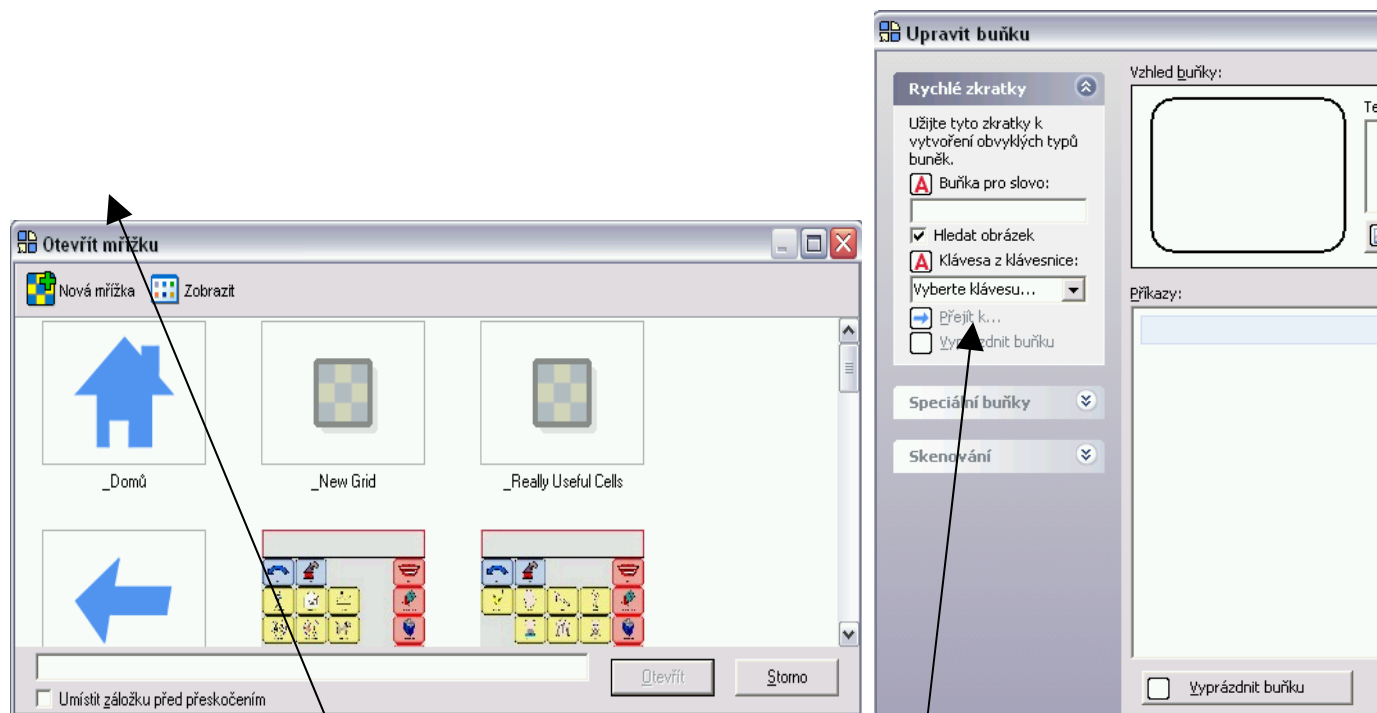 Otevřít mřížku
Nová mřížka Zobrazit
_Domů _New Grid _Really Useful Cells
Otevřít Storno
Umístit záložku před přeskočením
Upravit buňku
Rychlé zkratky
Užijte tyto zkratky k
vytvoření obvyklých typů
buněk.
A Buňka pro slovo:
Hledat obrázek
A Klávesa z klávesnice:
Vyberte klávesu...
Přejít k...
Vyprázdnit buňku
Speciální buňky
Skenování
Vzhled buňky:
Te
Příkazy:
Vyprázdnit buňku